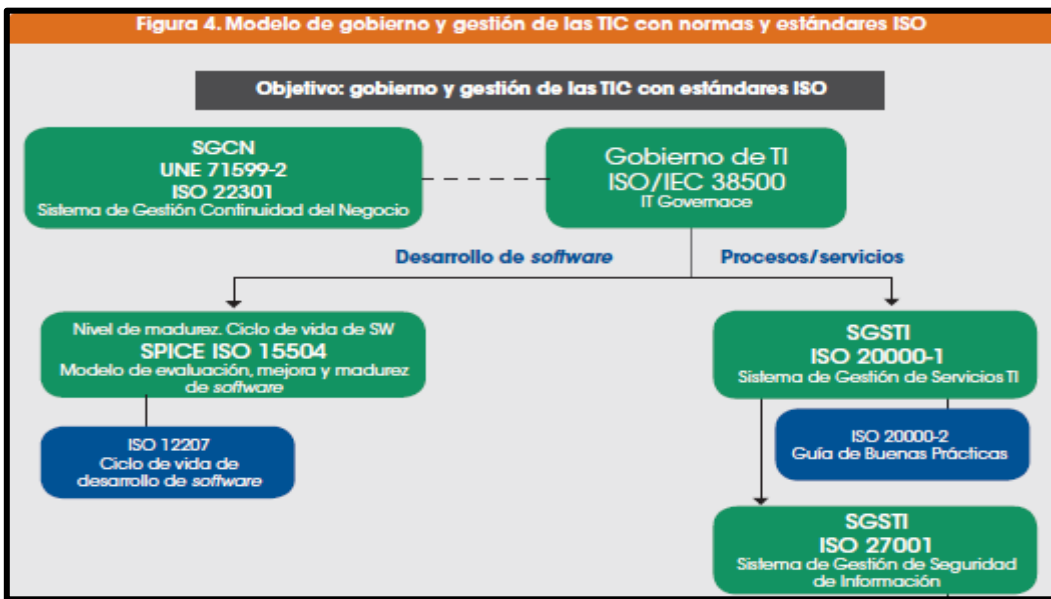 Figura 4. Modelo de gobierno y gestión de las TIC con normas y estándares ISO
Objetivo: gobierno y gestión de las TIC con estándares ISO
SGCN
UNE 71599-2
ISO 22301
Sistema de Gestión Continuidad del Negocio
Gobierno de TI
ISO/IEC 38500
IT Governace
Desarrollo de software
Procesos/servicios
Nivel de madurez. Ciclo de vida de SW
SPICE ISO 15504
Modelo de evaluación, mejora y madurez
de software
ISO 12207
Ciclo de vida de
desarrollo de software
SGSTI
ISO 20000-1
Sistema de Gestión de Servicios TI
ISO 20000-2
Guía de Buenas Prácticas
SGSTI
ISO 27001
Sistema de Gestión de Seguridad
de Información